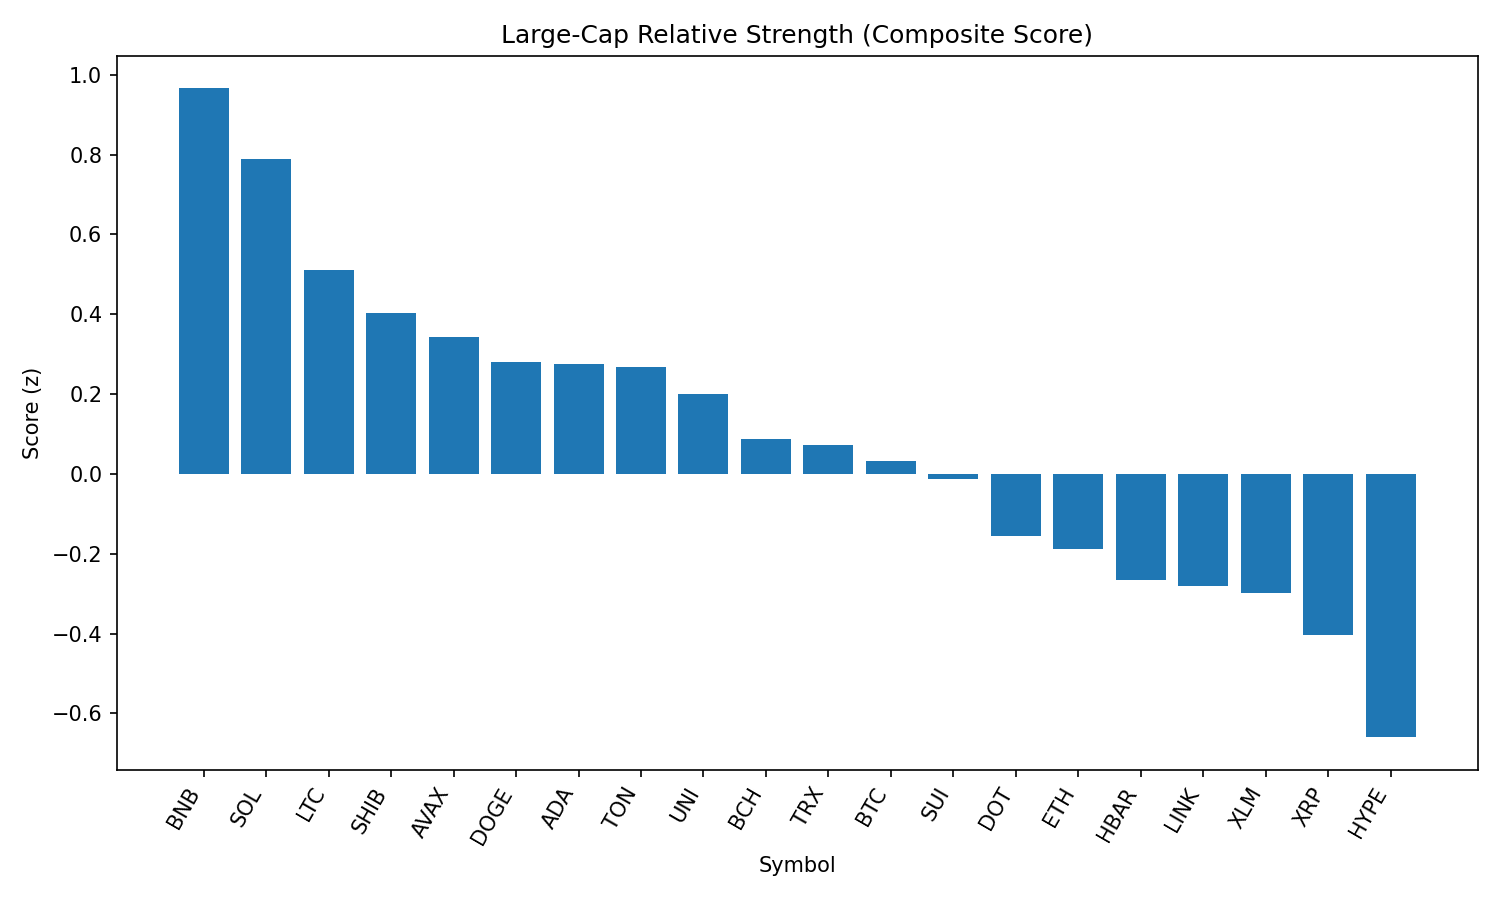 Large-Cap Relative Strength (Composite Score)
1.0
0.8
0.6
0.4
0.2
0.0
−0.2
−0.4
−0.6
Score (z)
BNB
SOL
LTC
SHIB
AVAX
DOGE
ADA
TON
UNI
BCH
TRX
BTC
SUI
DOT
ETH
HBAR
LINK
XLM
XRP
HYPE
Symbol